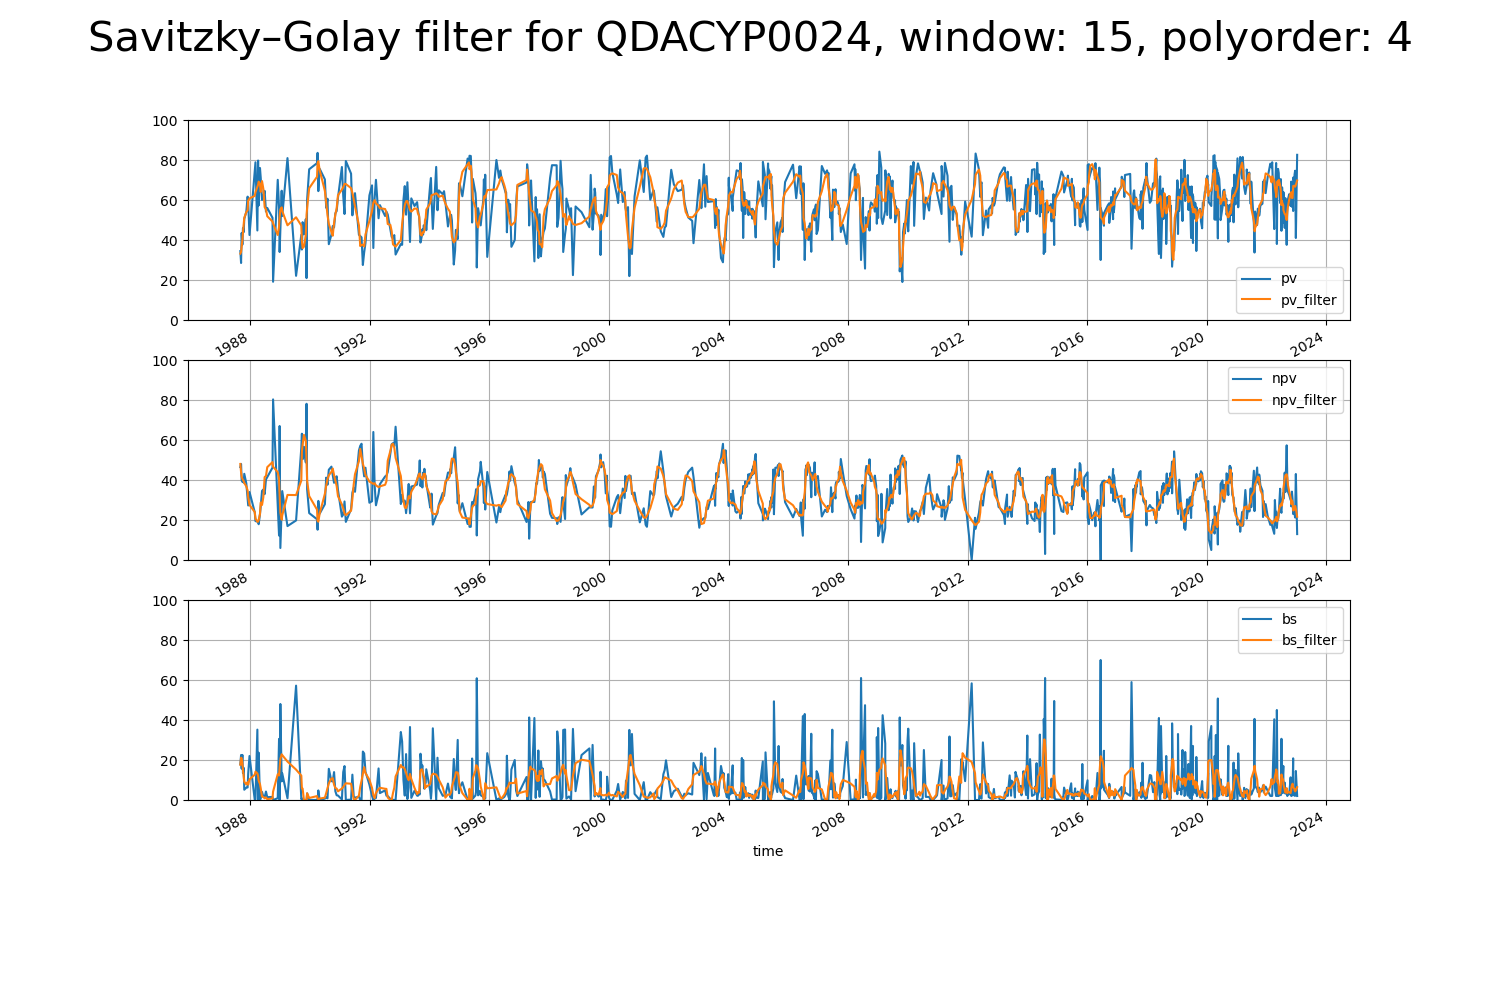 Savitzky–Golay filter for QDACYP0024, window: 15, polyorder: 4
100
80
60
40
20
0
pv
pv_filter
1988 1992 1996 2000 2004 2008 2012 2016 2020 2024
100
80
60
40
20
0
npv
npv_filter
1988 1992 1996 2000 2004 2008 2012 2016 2020 2024
100
80
60
40
20
0
bs
bs_filter
1988 1992 1996 2000 2004 2008 2012 2016 2020 2024
time